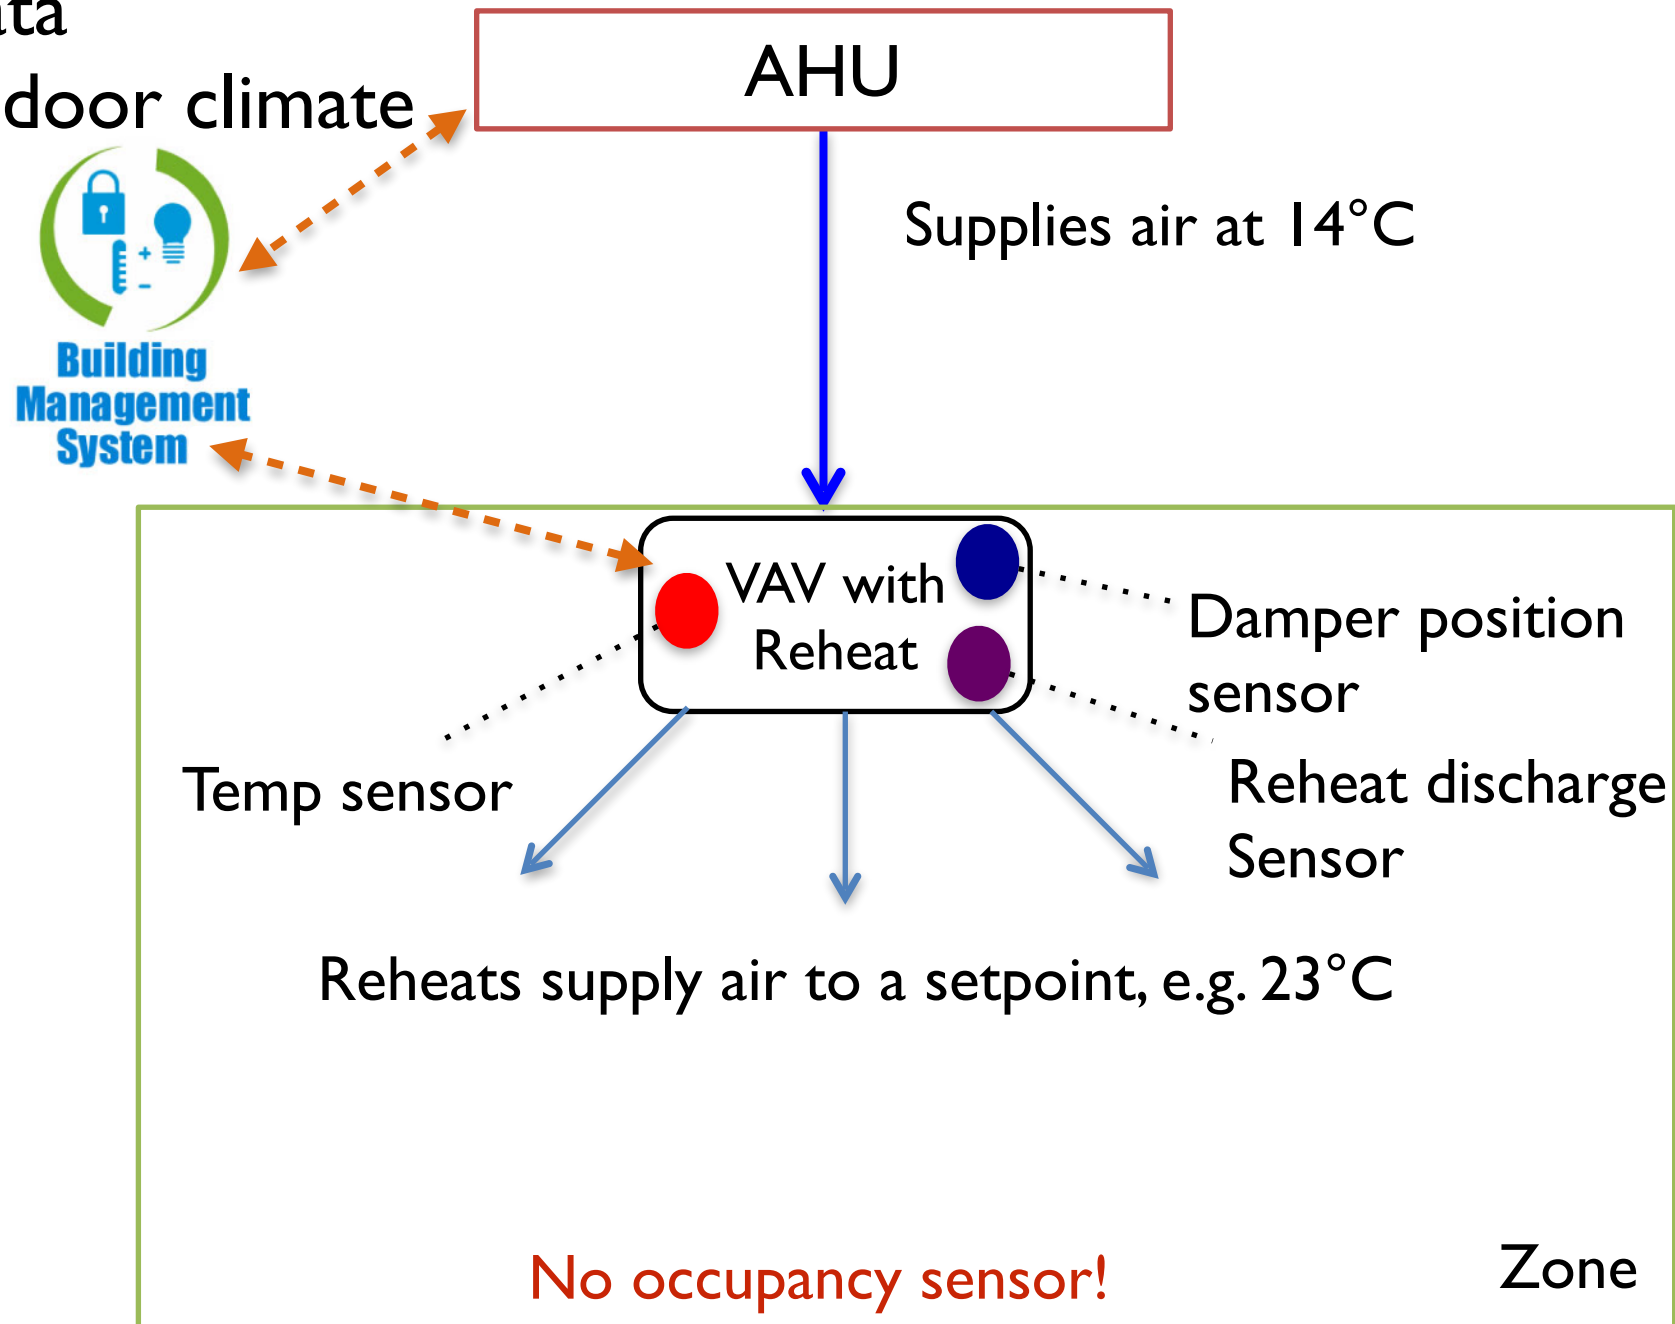 ata
door climate
AHU
Supplies air at 14°C
Building
Management
System
VAV with
Reheat
Damper position
sensor
Temp sensor
Reheat discharge
Sensor
Reheats supply air to a setpoint, e.g. 23°C
No occupancy sensor!
Zone